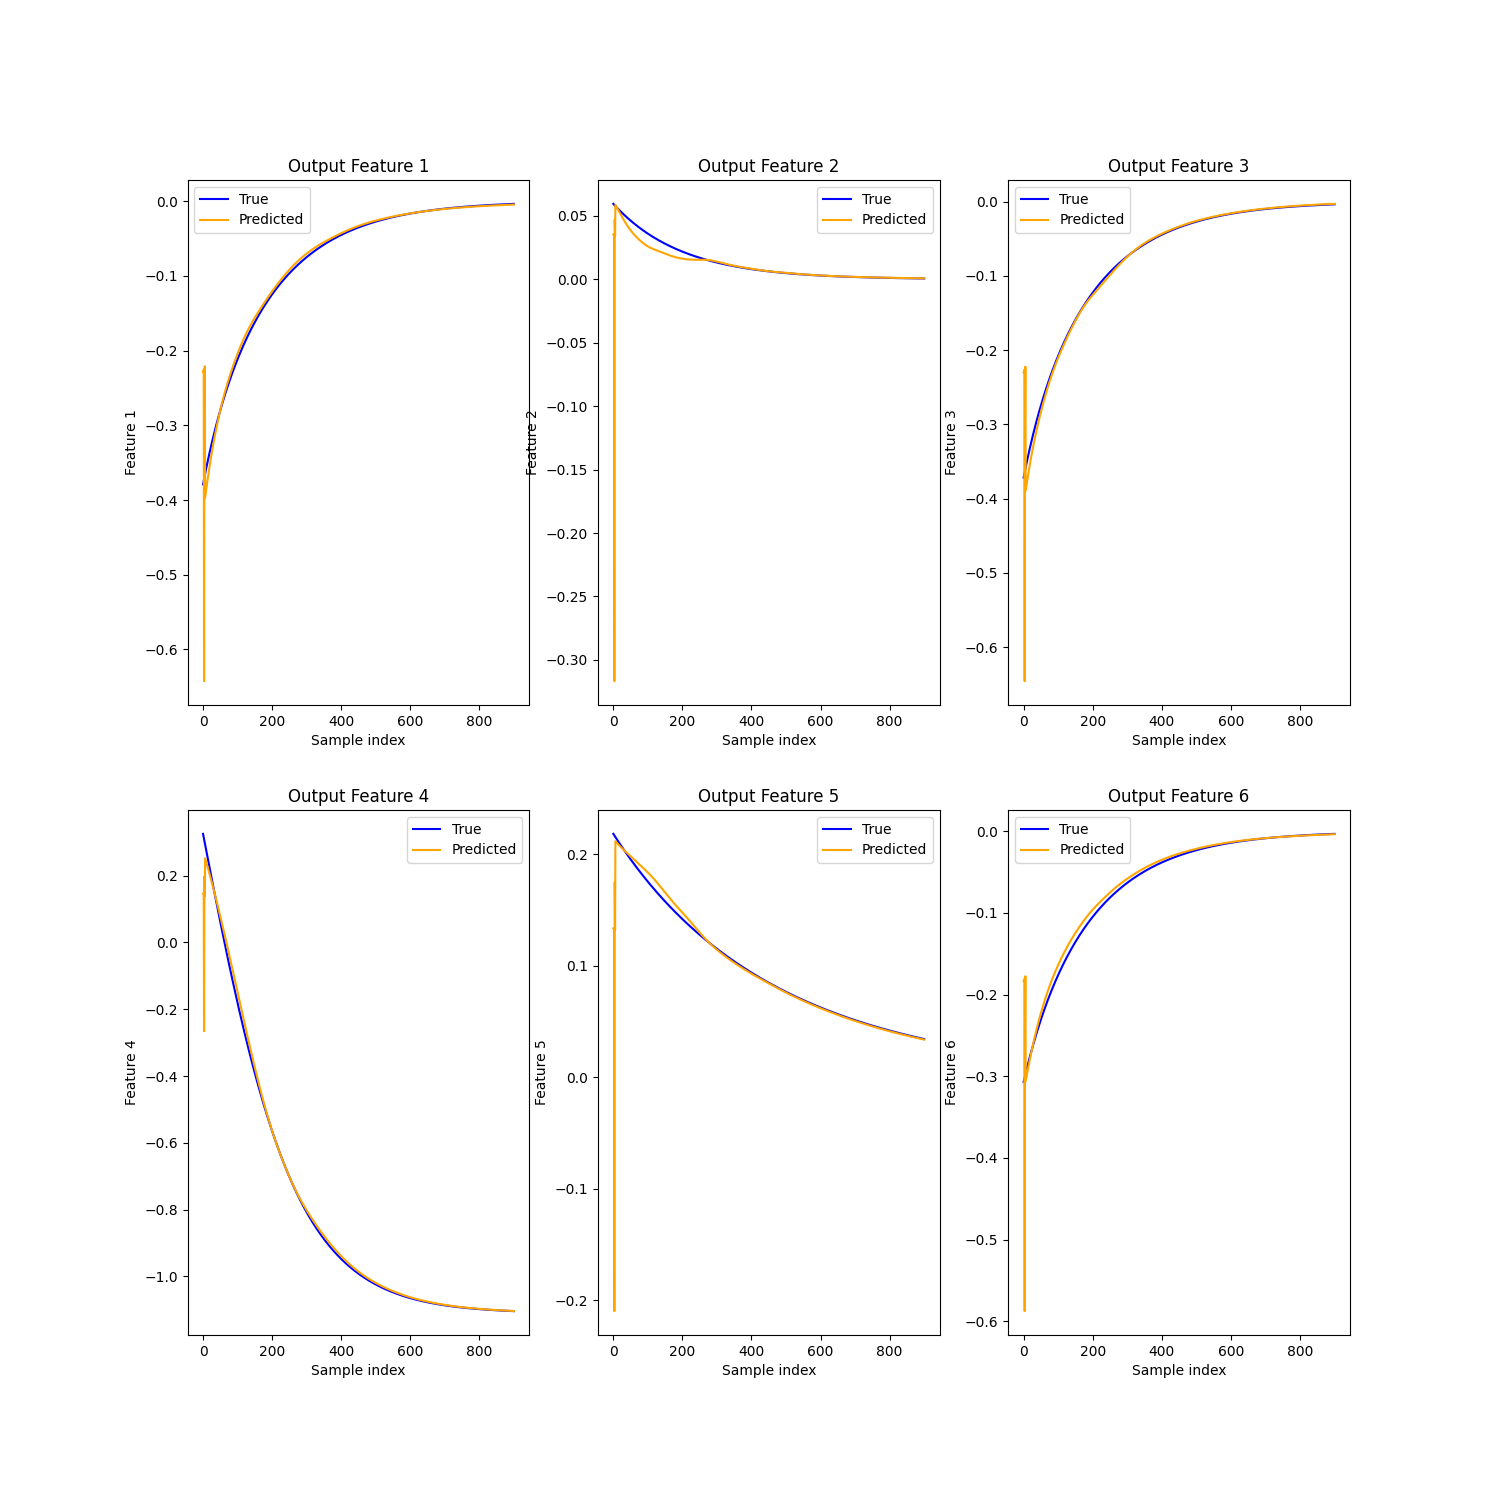 Output Feature 1
True
Predicted
0.0
−0.1
−0.2
−0.3
−0.4
−0.5
−0.6
Feature 1
0 200 400 600 800
Sample index
Output Feature 2
True
Predicted
0.05
0.00
−0.05
−0.10
−0.15
−0.20
−0.25
−0.30
Feature 2
0 200 400 600 800
Sample index
Output Feature 3
True
Predicted
0.0
−0.1
−0.2
−0.3
−0.4
−0.5
−0.6
Feature 3
0 200 400 600 800
Sample index
Output Feature 4
True
Predicted
0.2
0.0
−0.2
−0.4
−0.6
−0.8
−1.0
Feature 4
0 200 400 600 800
Sample index
Output Feature 5
True
Predicted
0.2
0.1
0.0
−0.1
−0.2
Feature 5
0 200 400 600 800
Sample index
Output Feature 6
True
Predicted
0.0
−0.1
−0.2
−0.3
−0.4
−0.5
−0.6
Feature 6
0 200 400 600 800
Sample index